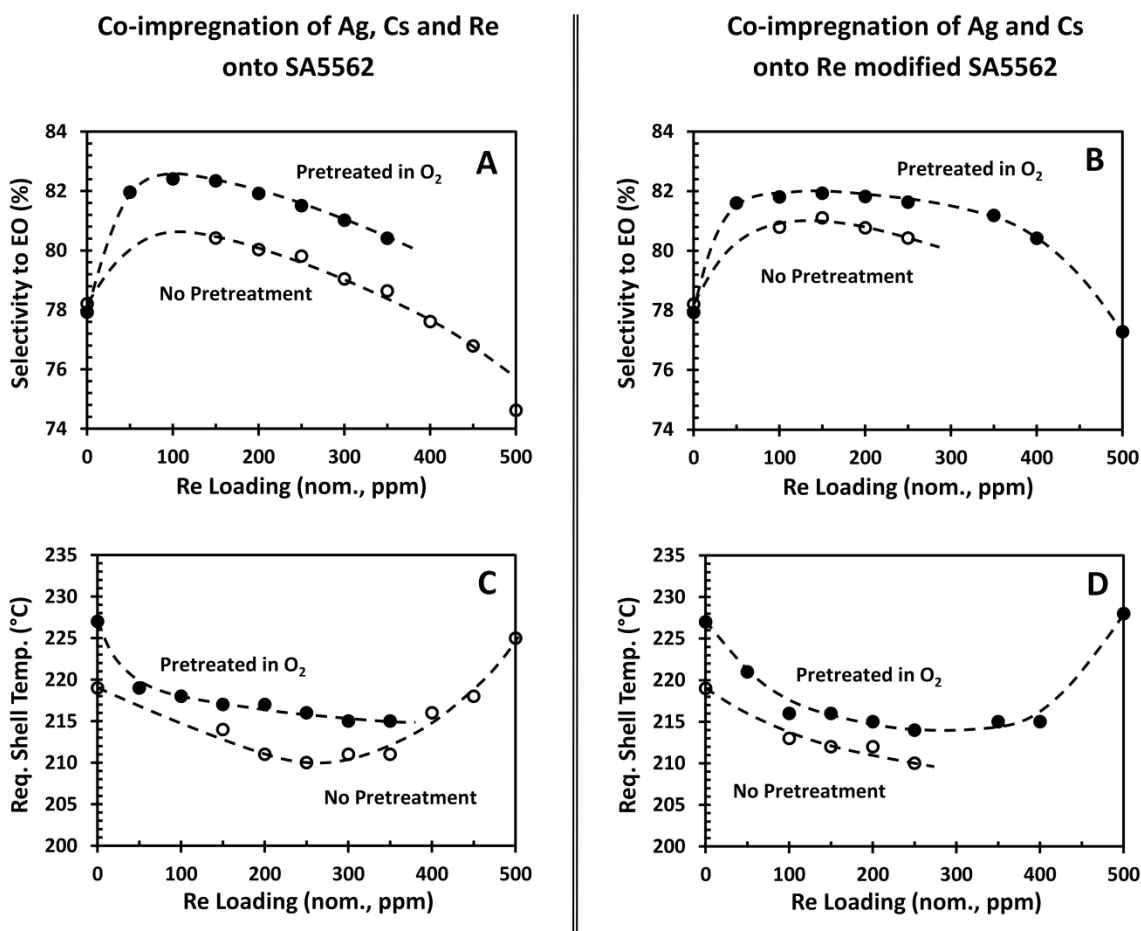 Co-impregnation of Ag, Cs and Re
onto SA5562
Co-impregnation of Ag and Cs
onto Re modified SA5562
A
Selectivity to EO (%)
84
82
80
78
76
74
Pretreated in O₂
No Pretreatment
0 100 200 300 400 500
Re Loading (nom., ppm)
B
Selectivity to EO (%)
84
82
80
78
76
74
Pretreated in O₂
No Pretreatment
0 100 200 300 400 500
Re Loading (nom., ppm)
C
Req. Shell Temp. (°C)
235
230
225
220
215
210
205
200
Pretreated in O₂
No Pretreatment
0 100 200 300 400 500
Re Loading (nom., ppm)
D
Req. Shell Temp. (°C)
235
230
225
220
215
210
205
200
Pretreated in O₂
No Pretreatment
0 100 200 300 400 500
Re Loading (nom., ppm)